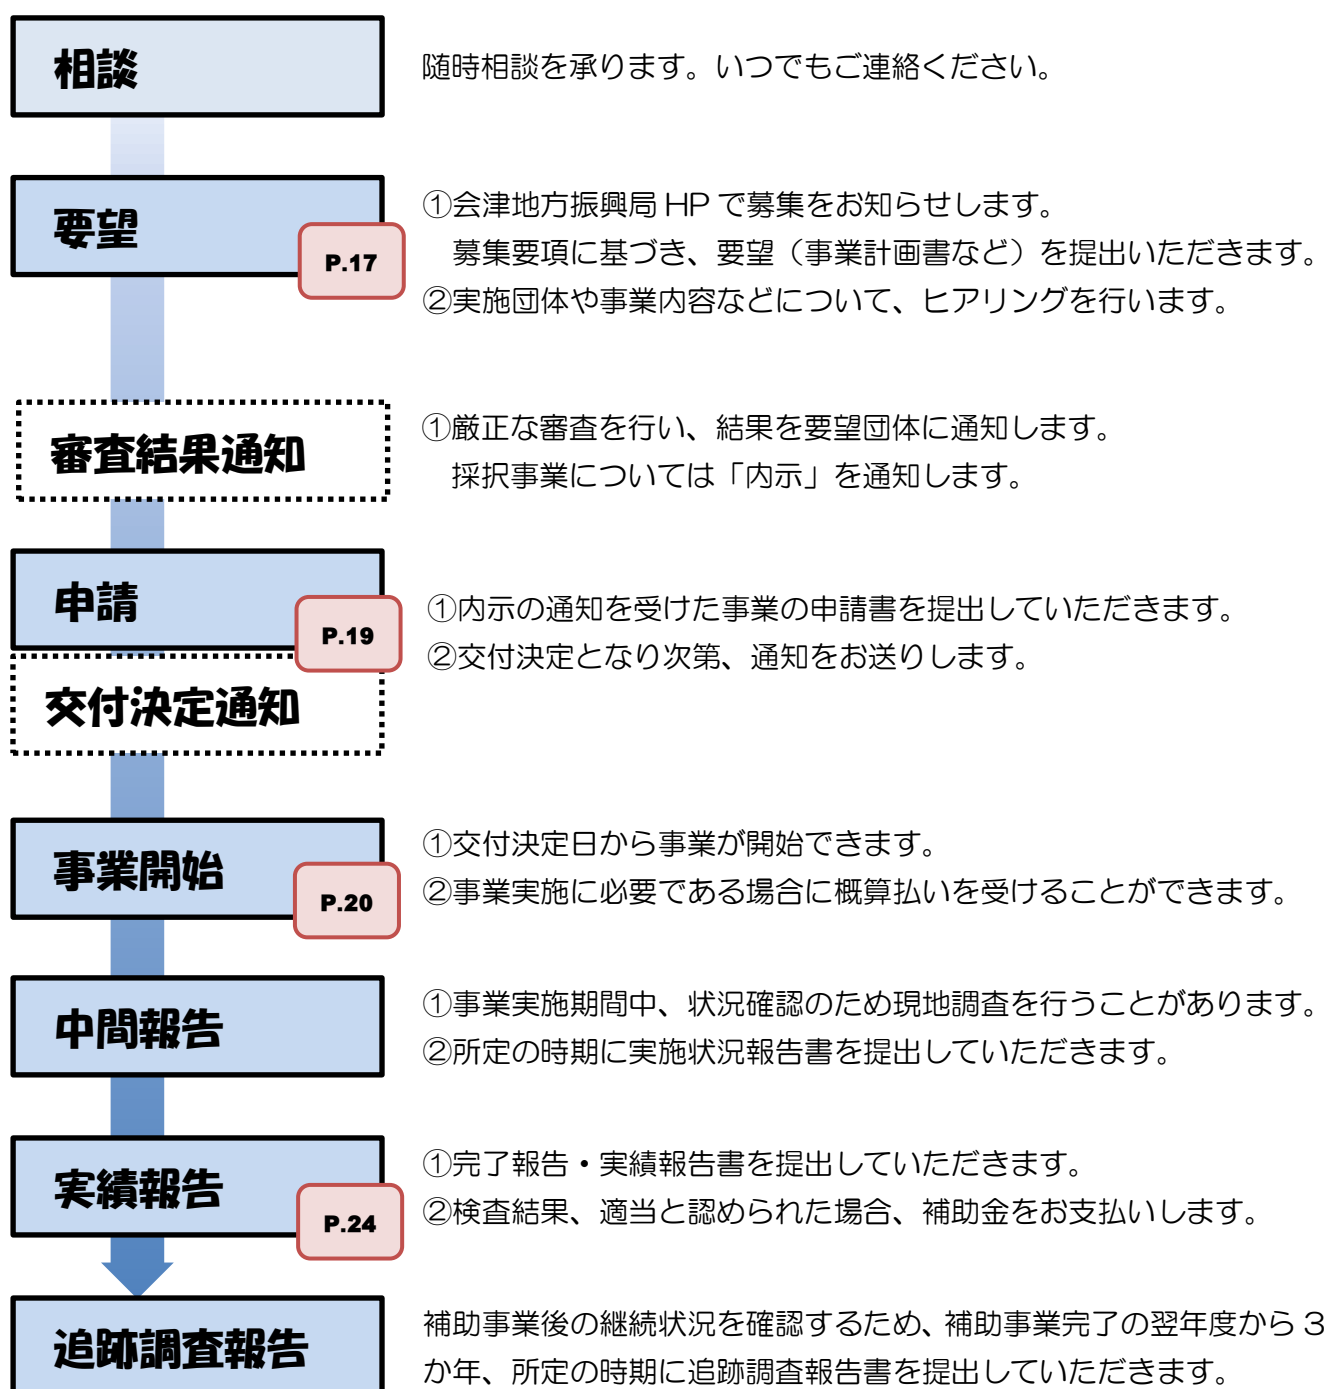 相談
随時相談を承ります。いつでもご連絡ください。
要望
P.17
①会津地方振興局 HP で募集をお知らせします。
募集要項に基づき、要望（事業計画書など）を提出いただきます。
②実施団体や事業内容などについて、ヒアリングを行います。
審査結果通知
①厳正な審査を行い、結果を要望団体に通知します。
採択事業については「内示」を通知します。
申請
P.19
①内示の通知を受けた事業の申請書を提出していただきます。
②交付決定となり次第、通知をお送りします。
交付決定通知
事業開始
P.20
①交付決定日から事業が開始できます。
②事業実施に必要である場合に概算払いを受けることができます。
中間報告
①事業実施期間中、状況確認のため現地調査を行うことがあります。
②所定の時期に実施状況報告書を提出していただきます。
実績報告
P.24
①完了報告・実績報告書を提出していただきます。
②検査結果、適当と認められた場合、補助金をお支払いします。
追跡調査報告
補助事業後の継続状況を確認するため、補助事業完了の翌年度から３
か年、所定の時期に追跡調査報告書を提出していただきます。